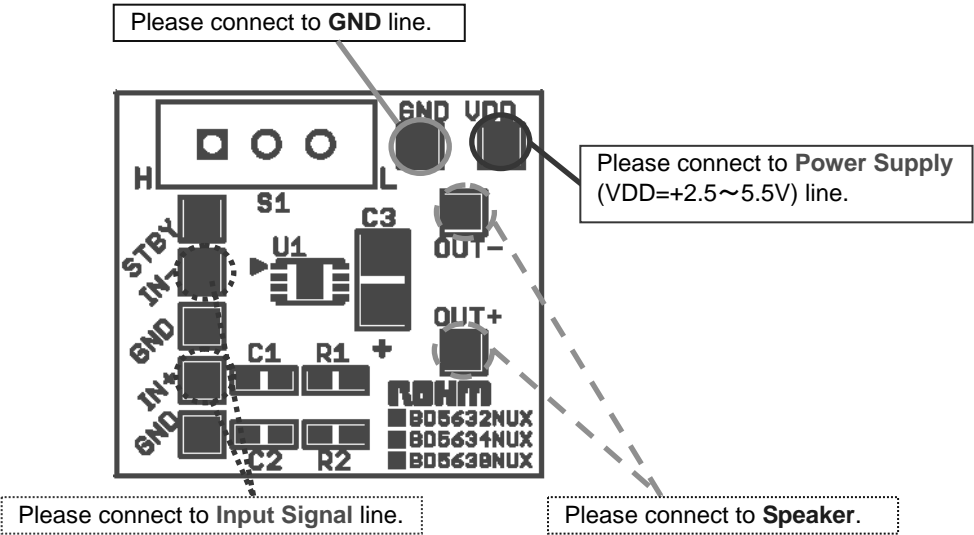 Please connect to GND line.
GND VDD
Please connect to Power Supply
(VDD=+2.5～5.5V) line.
H
L
S1
C3
STBY
U1
OUT-
IN-
GND
OUT+
C1
R1
+
IN+
ROHM
BD5632NUX
GND
BD5634NUX
C2
R2
BD5638NUX
Please connect to Input Signal line.
Please connect to Speaker.